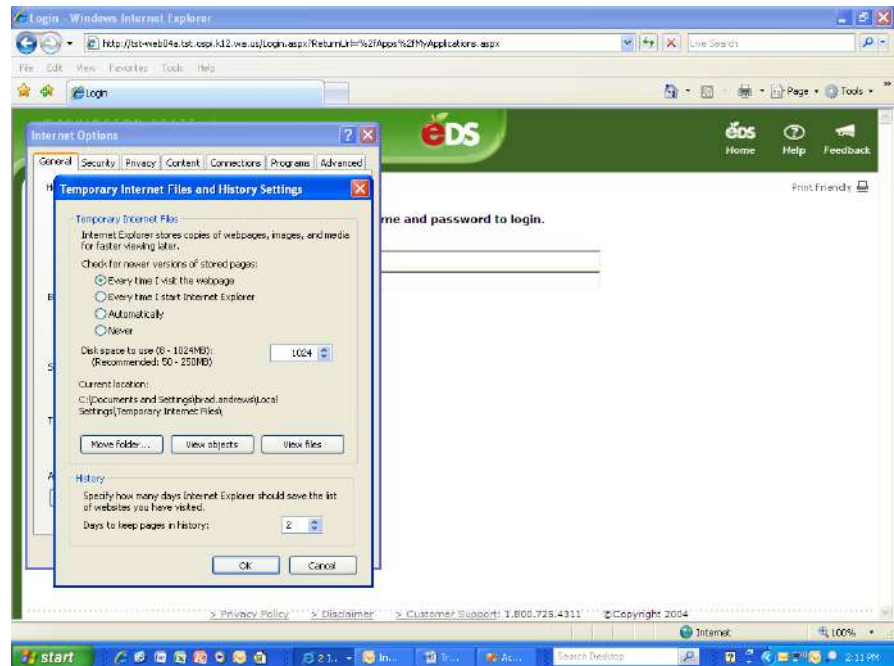 Login - Windows Internet Explorer
http://tst-web04a.tst.ospi.k12.wa.us/Login.aspx?ReturnUrl=%2fApps%2fMyApplications.aspx
Live Search
File Edit View Favorites Tools Help
Login
Page Tools
Internet Options
eDS
eDS
Home Help Feedback
General Security Privacy Content Connections Programs Advanced
Print Friendly
Temporary Internet Files and History Settings
me and password to login.
Temporary Internet Files
Internet Explorer stores copies of webpages, images, and media
for faster viewing later.
Check for newer versions of stored pages:
Every time I visit the webpage
Every time I start Internet Explorer
Automatically
Never
Disk space to use (8 - 1024MB):
(Recommended: 50 - 250MB)
1024
Current location:
C:\Documents and Settings\brad.andrews\Local
Settings\Temporary Internet Files\
Move folder... View objects View files
History
Specify how many days Internet Explorer should save the list
of websites you have visited.
Days to keep pages in history: 2
OK Cancel
> Privacy Policy > Disclaimer > Customer Support: 1.800.725.4311 ©Copyright 2004
Internet 100%
start 2 I.. In... Tr... Ac... Search Desktop 2:11 PM